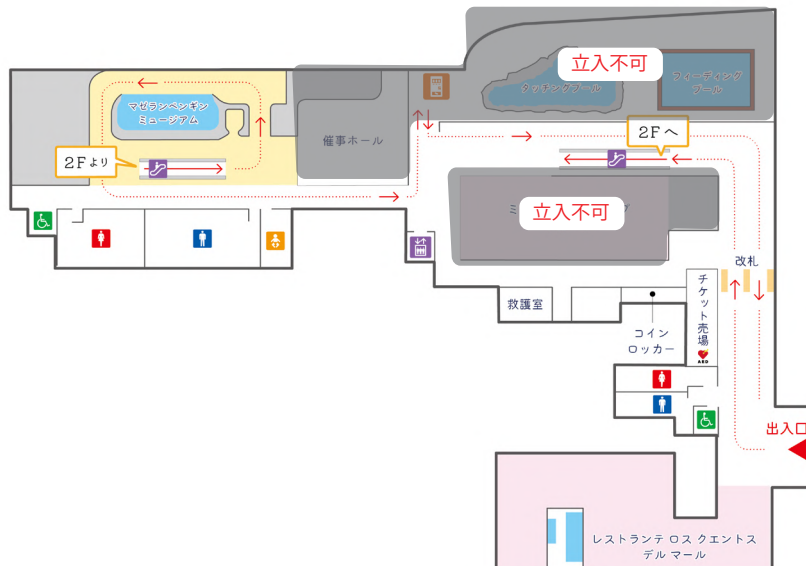 立入不可
タッチングプール
フィーディング
プール
マゼランペンギン
ミュージアム
催事ホール
2Fより
2Fへ
立入不可
改札
チケット売場
AED
救護室
コイン
ロッカー
出入口
レストランテ ロス クエントス
デル マール